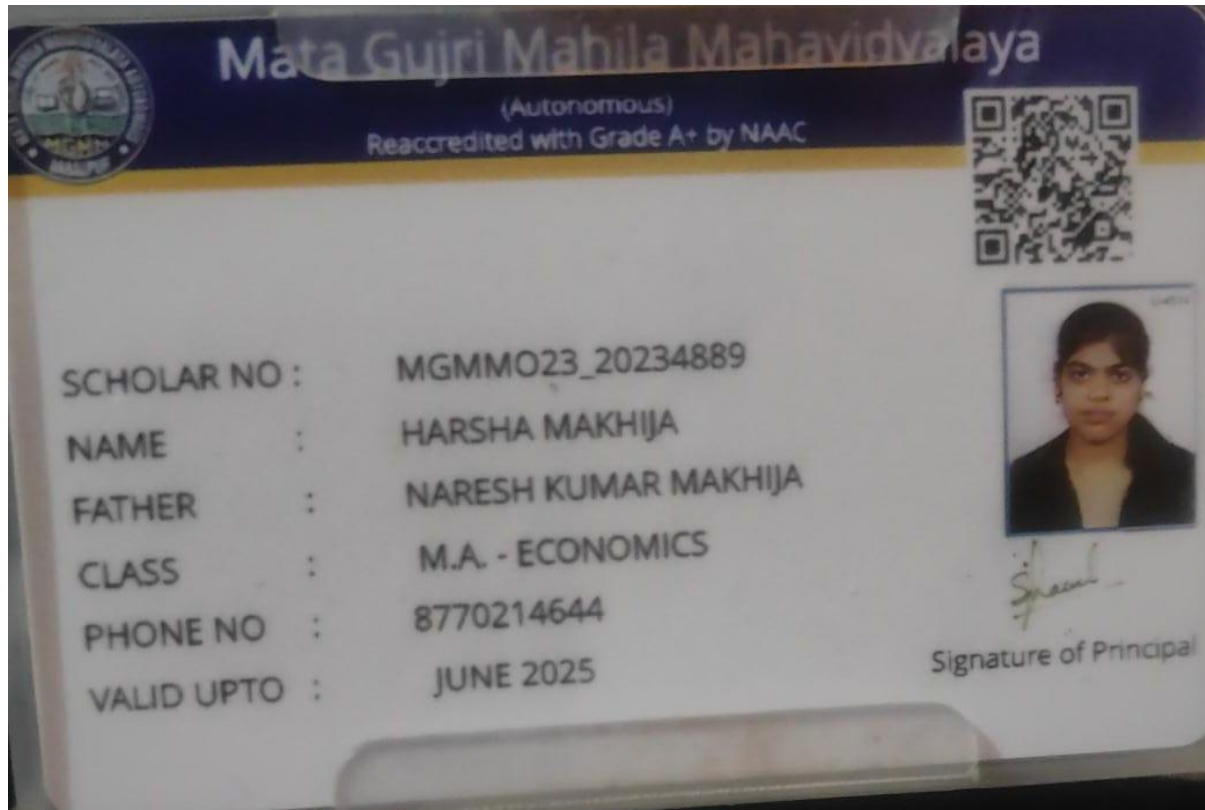 Mata Gujri Mahila Mahavidyalaya
(Autonomous)
Reaccredited with Grade A+ by NAAC
MGMM
SCHOLAR NO : MGMMO23_20234889
NAME : HARSHA MAKHIJA
FATHER : NARESH KUMAR MAKHIJA
CLASS : M.A. - ECONOMICS
PHONE NO : 8770214644
VALID UPTO : JUNE 2025
Signature of Principal